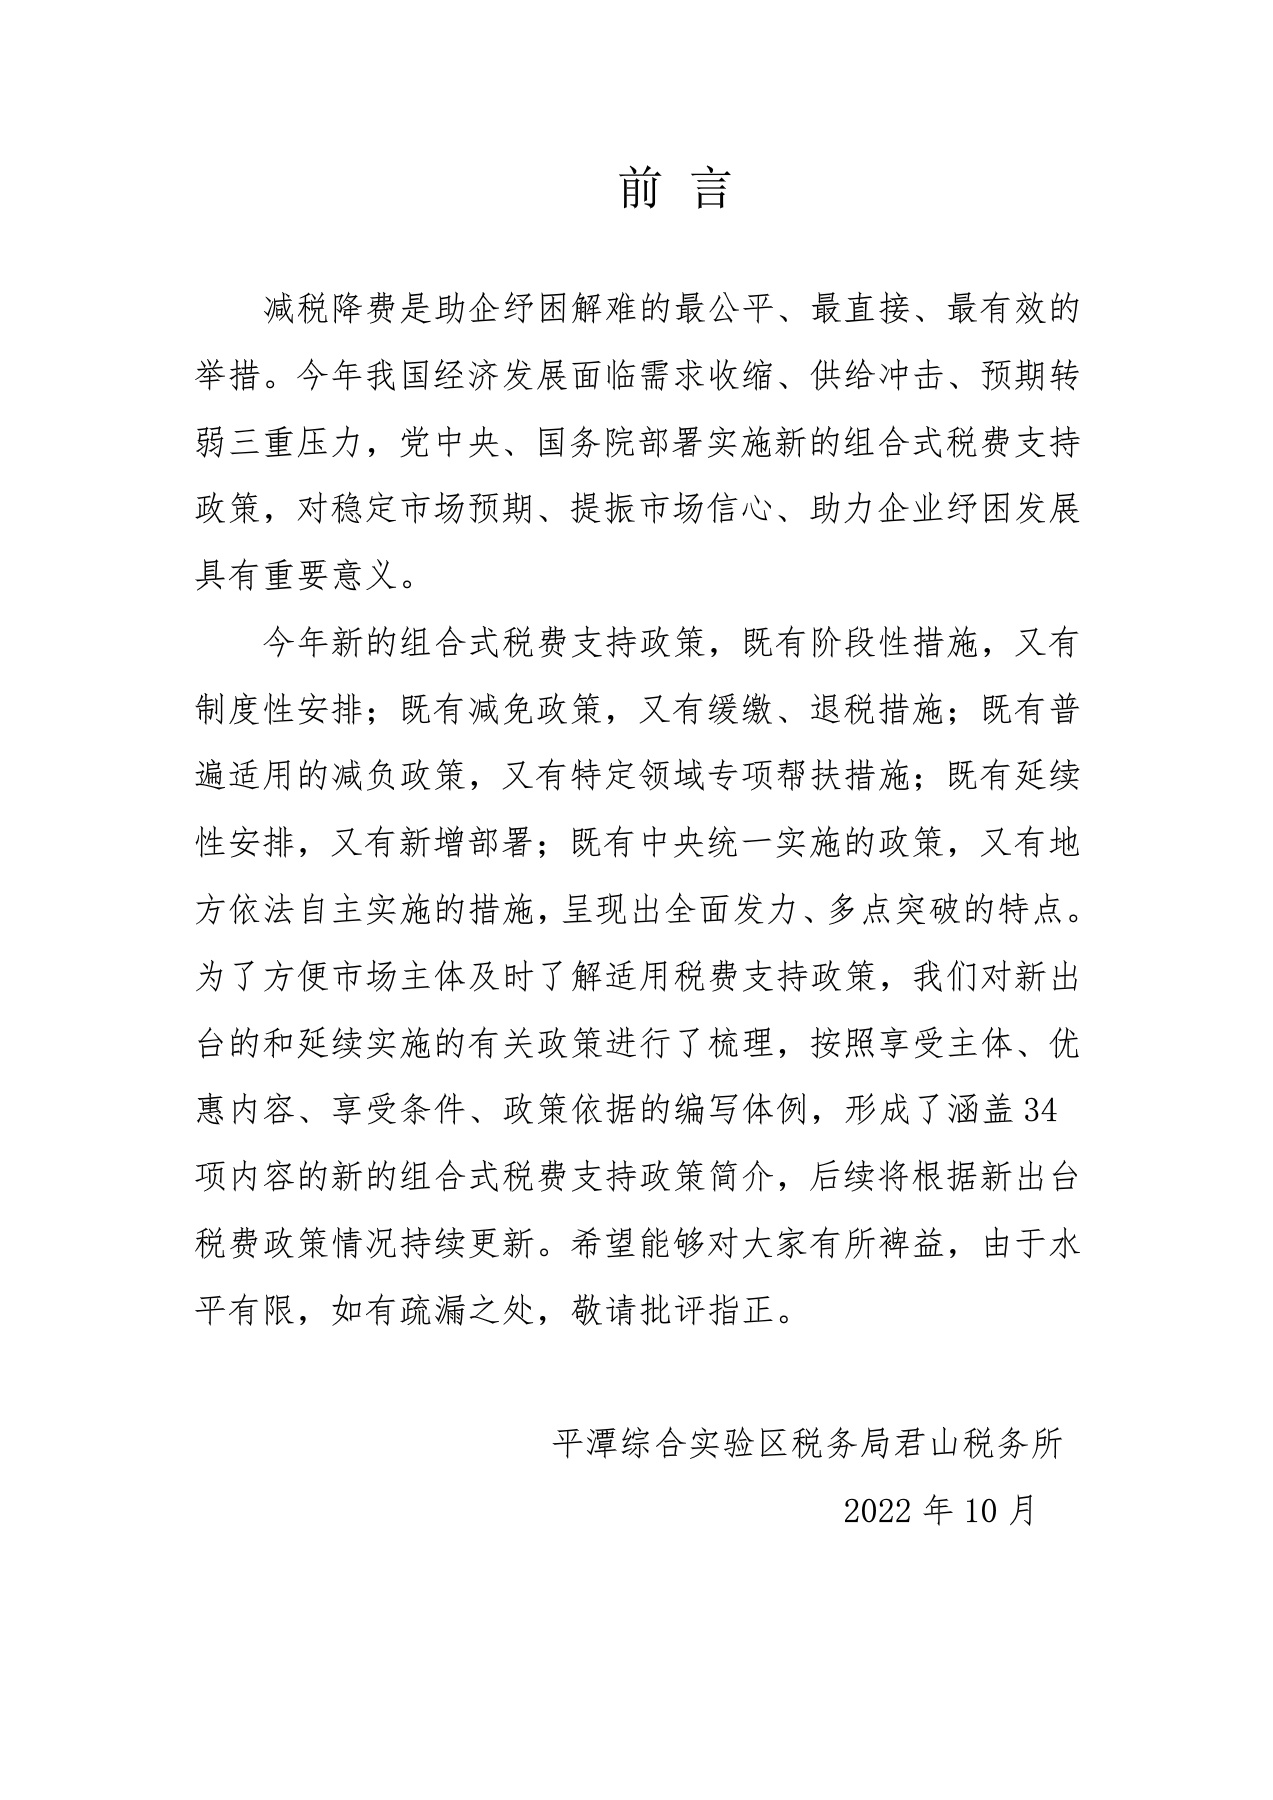 前 言
减税降费是助企纾困解难的最公平、最直接、最有效的
举措。今年我国经济发展面临需求收缩、供给冲击、预期转
弱三重压力，党中央、国务院部署实施新的组合式税费支持
政策，对稳定市场预期、提振市场信心、助力企业纾困发展
具有重要意义。
今年新的组合式税费支持政策，既有阶段性措施，又有
制度性安排；既有减免政策，又有缓缴、退税措施；既有普
遍适用的减负政策，又有特定领域专项帮扶措施；既有延续
性安排，又有新增部署；既有中央统一实施的政策，又有地
方依法自主实施的措施，呈现出全面发力、多点突破的特点。
为了方便市场主体及时了解适用税费支持政策，我们对新出
台的和延续实施的有关政策进行了梳理，按照享受主体、优
惠内容、享受条件、政策依据的编写体例，形成了涵盖 34
项内容的新的组合式税费支持政策简介，后续将根据新出台
税费政策情况持续更新。希望能够对大家有所裨益，由于水
平有限，如有疏漏之处，敬请批评指正。
平潭综合实验区税务局君山税务所
2022 年 10 月